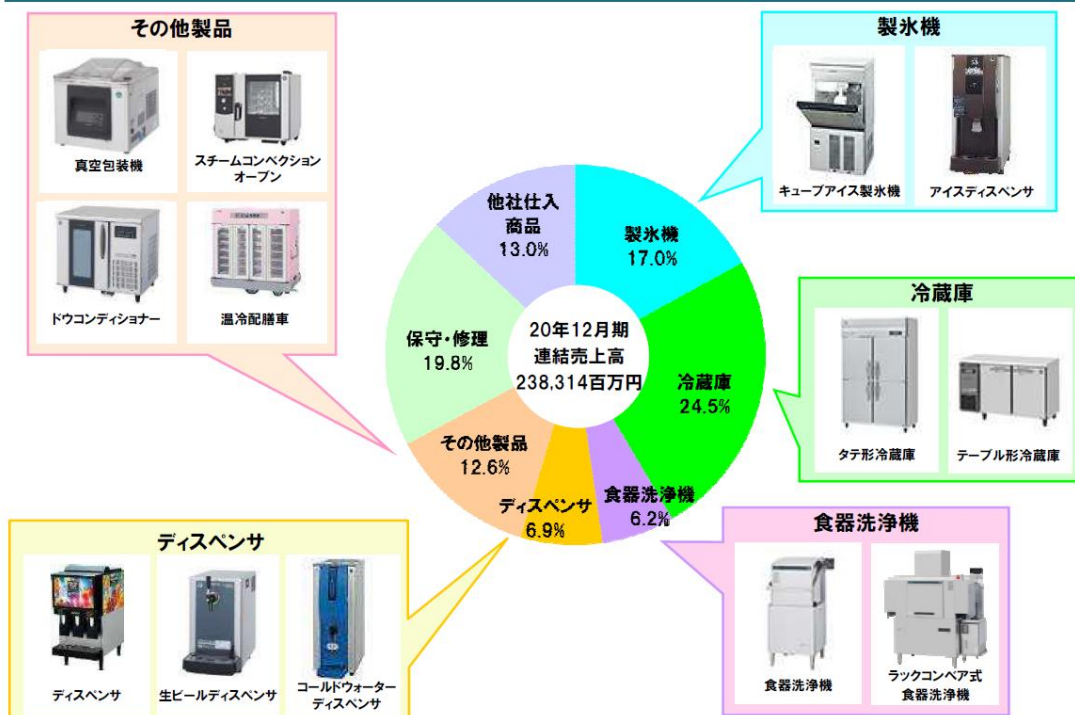 その他製品
真空包装機
スチームコンベクション
オーブン
ドウコンディショナー
温冷配膳車
製氷機
キューブアイス製氷機
アイスディスペンサ
他社仕入
商品
13.0%
製氷機
17.0%
保守・修理
19.8%
20年12月期
連結売上高
238,314百万円
冷蔵庫
24.5%
その他製品
12.6%
ディスペンサ
6.9%
食器洗浄機
6.2%
冷蔵庫
タテ形冷蔵庫
テーブル形冷蔵庫
ディスペンサ
ディスペンサ
生ビールディスペンサ
コールドウォーター
ディスペンサ
食器洗浄機
食器洗浄機
ラックコンベア式
食器洗浄機